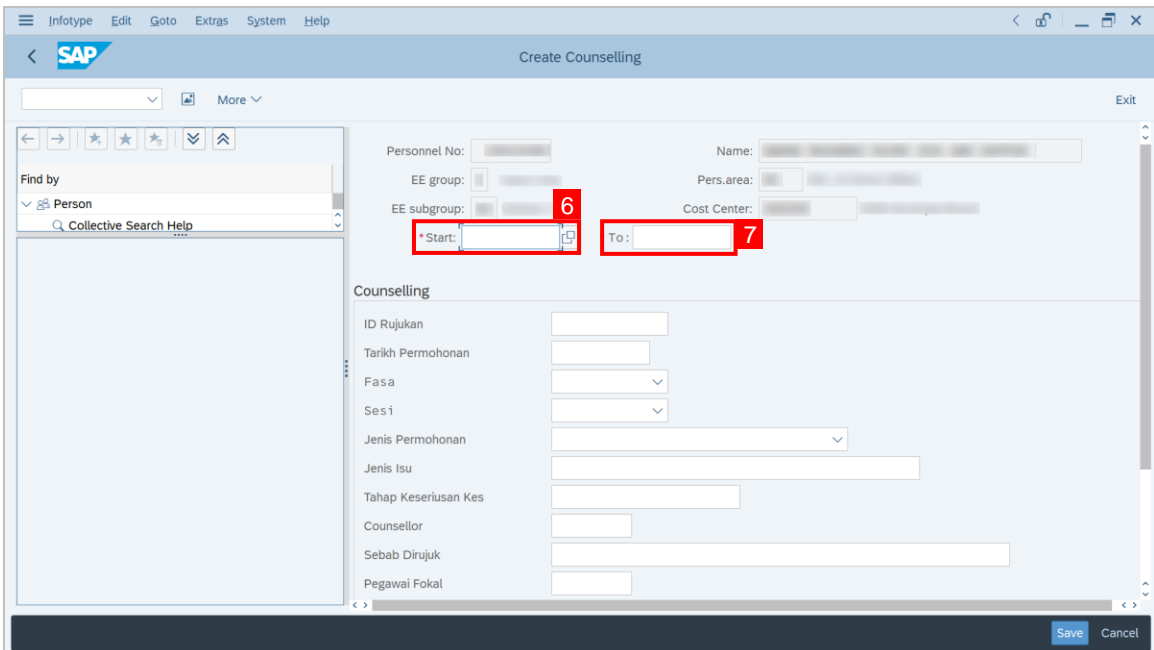 Infotype Edit Goto Extras System Help
SAP Create Counselling
More Exit
Find by
Person
Collective Search Help
Personnel No: Name:
EE group: Pers.area:
EE subgroup: Cost Center:
6
*Start: To: 7
Counselling
ID Rujukan
Tarikh Permohonan
Fasa
Sesi
Jenis Permohonan
Jenis Isu
Tahap Keseriusan Kes
Counsellor
Sebab Dirujuk
Pegawai Fokal
Save Cancel